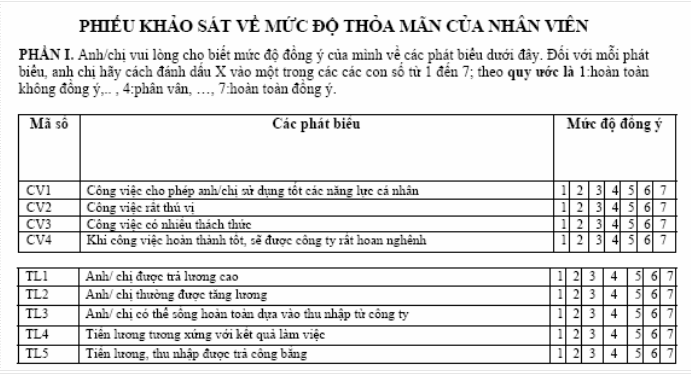 PHIẾU KHẢO SÁT VỀ MỨC ĐỘ THỎA MÃN CỦA NHÂN VIÊN
PHẦN I. Anh/chị vui lòng cho biết mức độ đồng ý của mình về các phát biểu dưới đây. Đối với mỗi phát
biểu, anh chị hãy cách đánh dấu X vào một trong các các con số từ 1 đến 7; theo quy ước là 1:hoàn toàn
không đồng ý,.. , 4:phân vân, …, 7:hoàn toàn đồng ý.
Mã số Các phát biểu Mức độ đồng ý
CV1 Công việc cho phép anh/chị sử dụng tốt các năng lực cá nhân 1 2 3 4 5 6 7
CV2 Công việc rất thú vị 1 2 3 4 5 6 7
CV3 Công việc có nhiều thách thức 1 2 3 4 5 6 7
CV4 Khi công việc hoàn thành tốt, sẽ được công ty rất hoan nghênh 1 2 3 4 5 6 7
TL1 Anh/ chị được trả lương cao 1 2 3 4 5 6 7
TL2 Anh/ chị thường được tăng lương 1 2 3 4 5 6 7
TL3 Anh/ chị có thể sống hoàn toàn dựa vào thu nhập từ công ty 1 2 3 4 5 6 7
TL4 Tiền lương tương xứng với kết quả làm việc 1 2 3 4 5 6 7
TL5 Tiền lương, thu nhập được trả công bằng 1 2 3 4 5 6 7